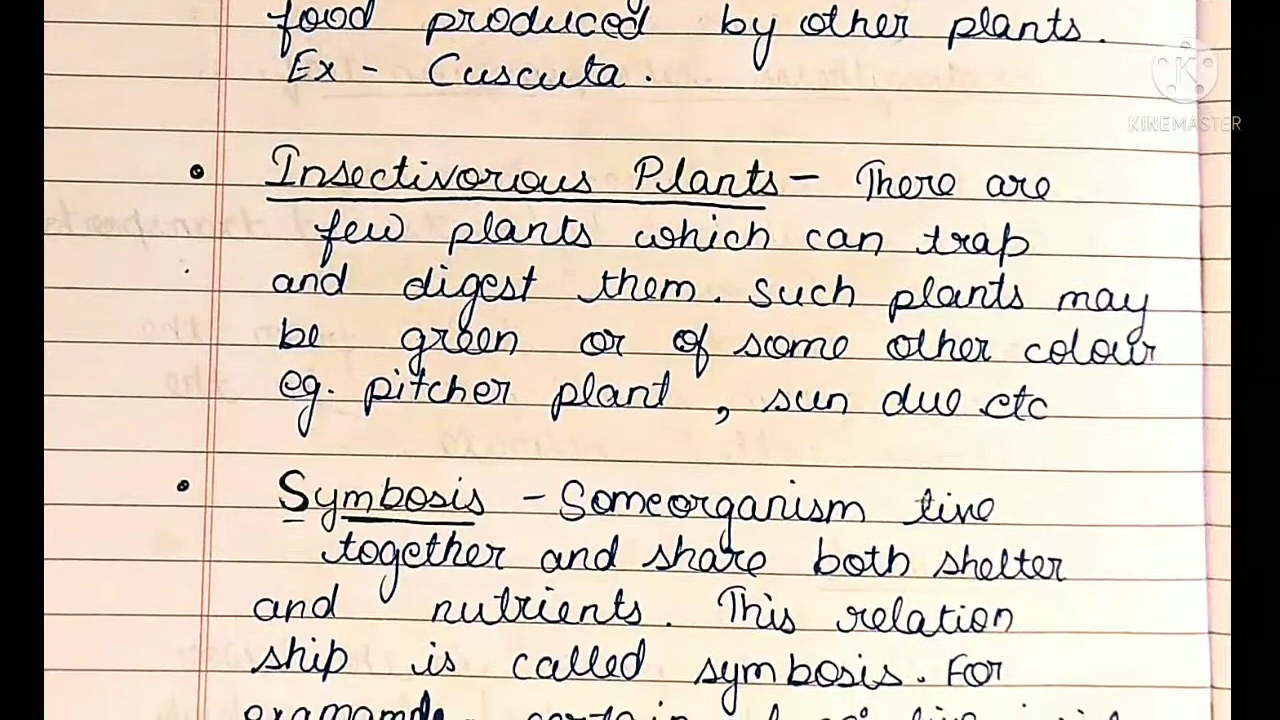 food produced by other plants.
Ex - Cuscuta.
KINEMASTER
• Insectivorous Plants - There are
few plants which can trap
and digest them. Such plants may
be green or of some other colour
eg. pitcher plant, sun due etc
• Symbosis - Someorganism live
together and share both shelter
and nutrients. This relation
ship is called symbosis. For
certain live